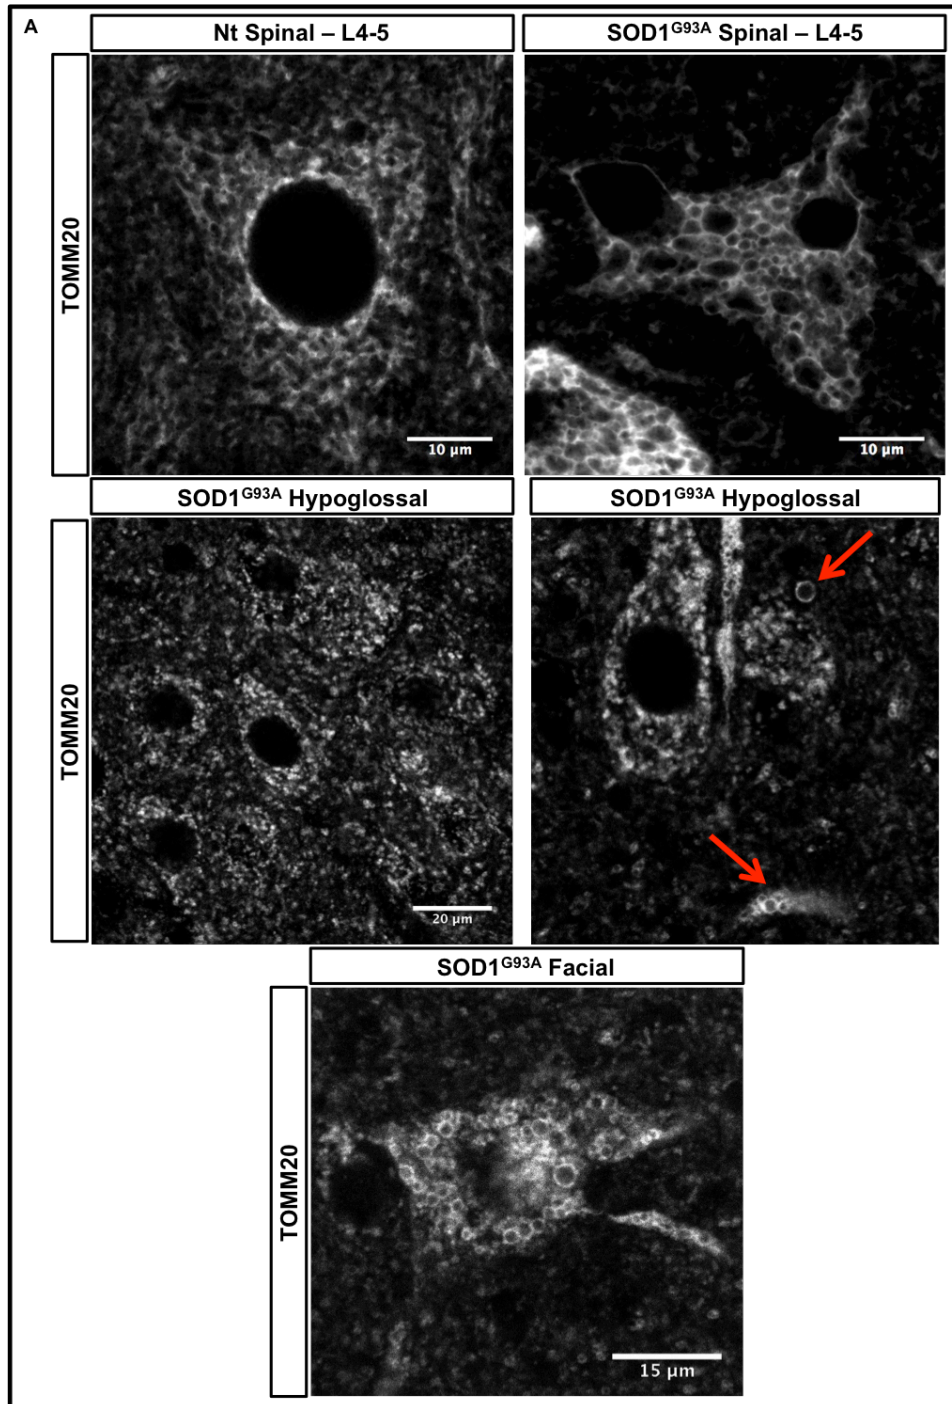 A
Nt Spinal – L4-5
SOD1G93A Spinal – L4-5
TOMM20
10 µm
10 µm
SOD1G93A Hypoglossal
SOD1G93A Hypoglossal
TOMM20
20 µm
SOD1G93A Facial
TOMM20
15 µm